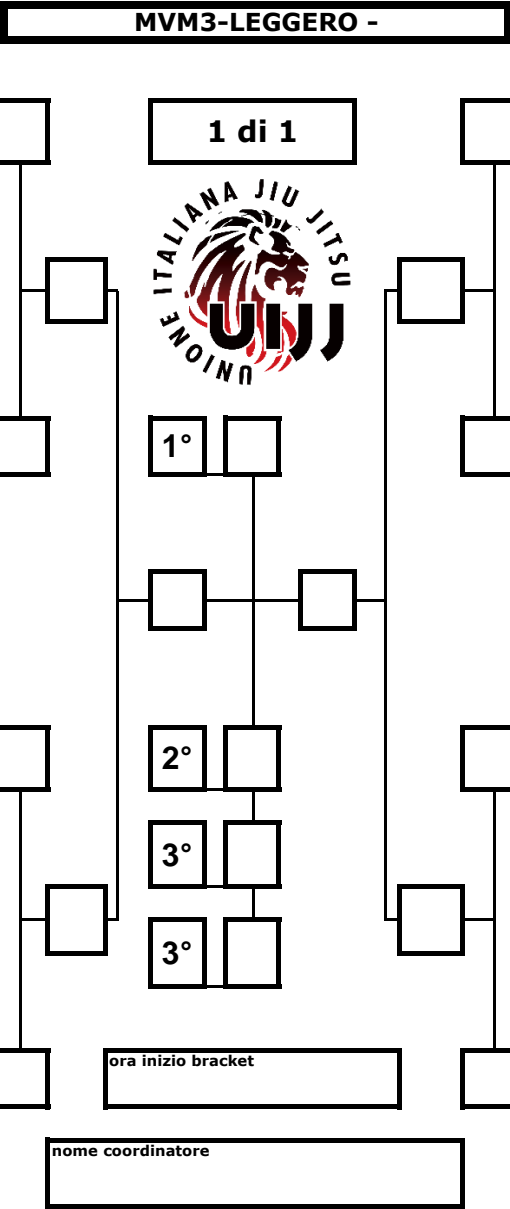 MVM3-LEGGERO -
1 di 1
UNIONE ITALIANA JIU JITSU
UIJJ
1°
2°
3°
3°
ora inizio bracket
nome coordinatore